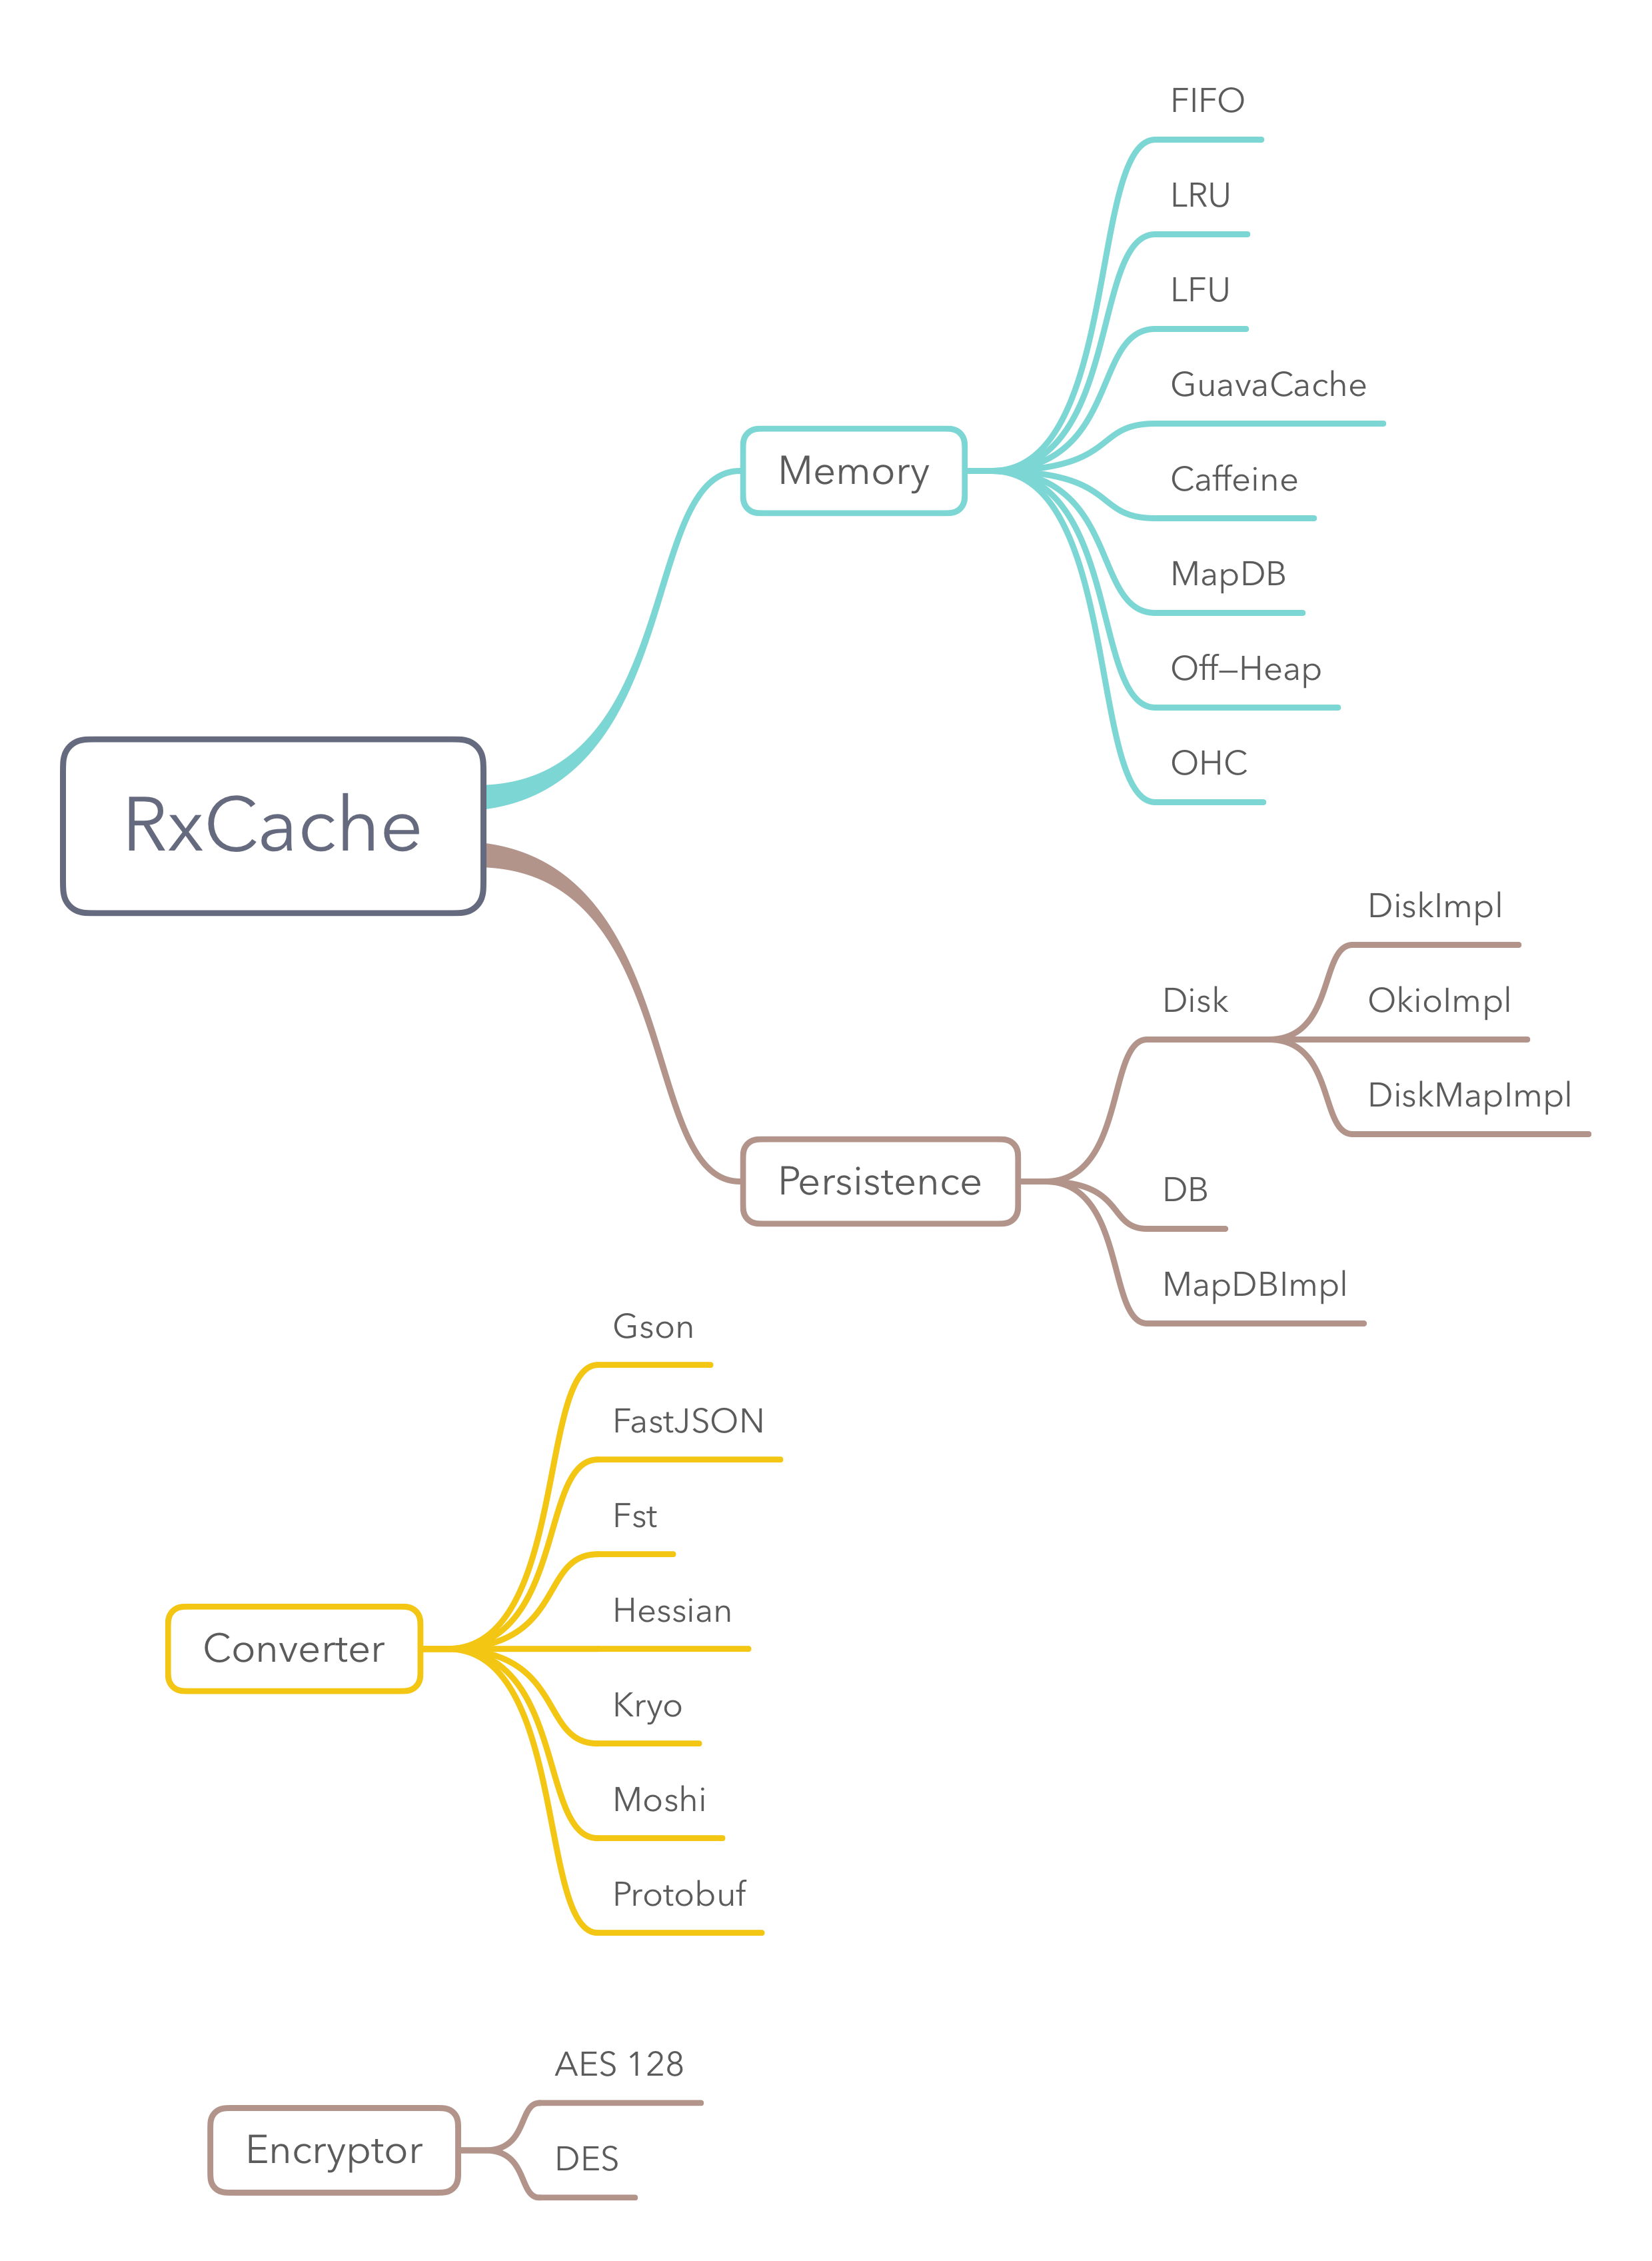 RxCache
Memory
FIFO
LRU
LFU
GuavaCache
Caffeine
MapDB
Off–Heap
OHC
Persistence
Disk
DiskImpl
OkioImpl
DiskMapImpl
DB
MapDBImpl
Converter
Gson
FastJSON
Fst
Hessian
Kryo
Moshi
Protobuf
Encryptor
AES 128
DES